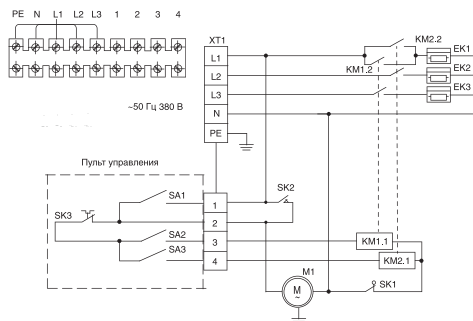 PE N L1 L2 L3 1 2 3 4
~50 Гц 380 В
XT1
L1
L2
L3
N
PE
KM2.2
KM1.2
EK1
EK2
EK3
Пульт управления
SA1
SK3
SA2
SA3
1
2
3
4
SK2
KM1.1
KM2.1
M1
M
~
SK1